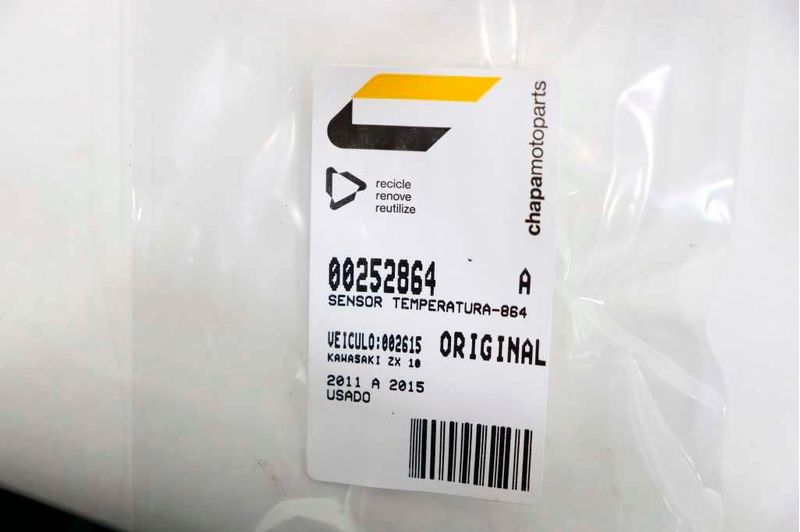 chapamotoparts
recicle
renove
reutilize
00252864 A
SENSOR TEMPERATURA-864
VEICULO:002615 ORIGINAL
KAWASAKI ZX 10
2011 A 2015
USADO